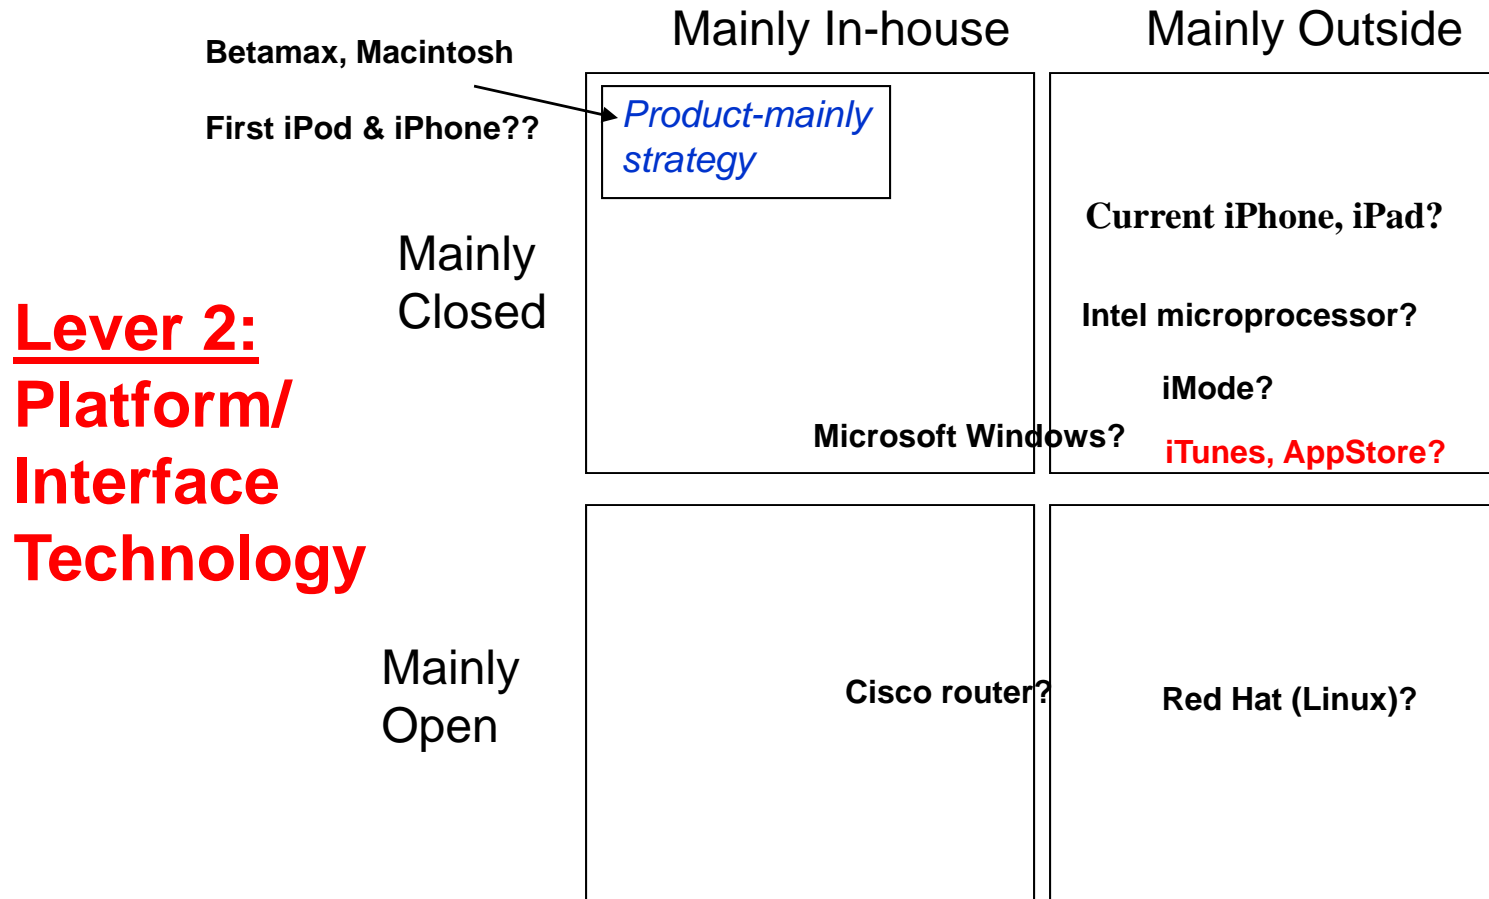 Mainly In-house
Mainly Outside
Betamax, Macintosh
First iPod & iPhone??
Product-mainly
strategy
Mainly
Closed
Current iPhone, iPad?
Intel microprocessor?
iMode?
Microsoft Windows?
iTunes, AppStore?
Lever 2:
Platform/
Interface
Technology
Mainly
Open
Cisco router?
Red Hat (Linux)?